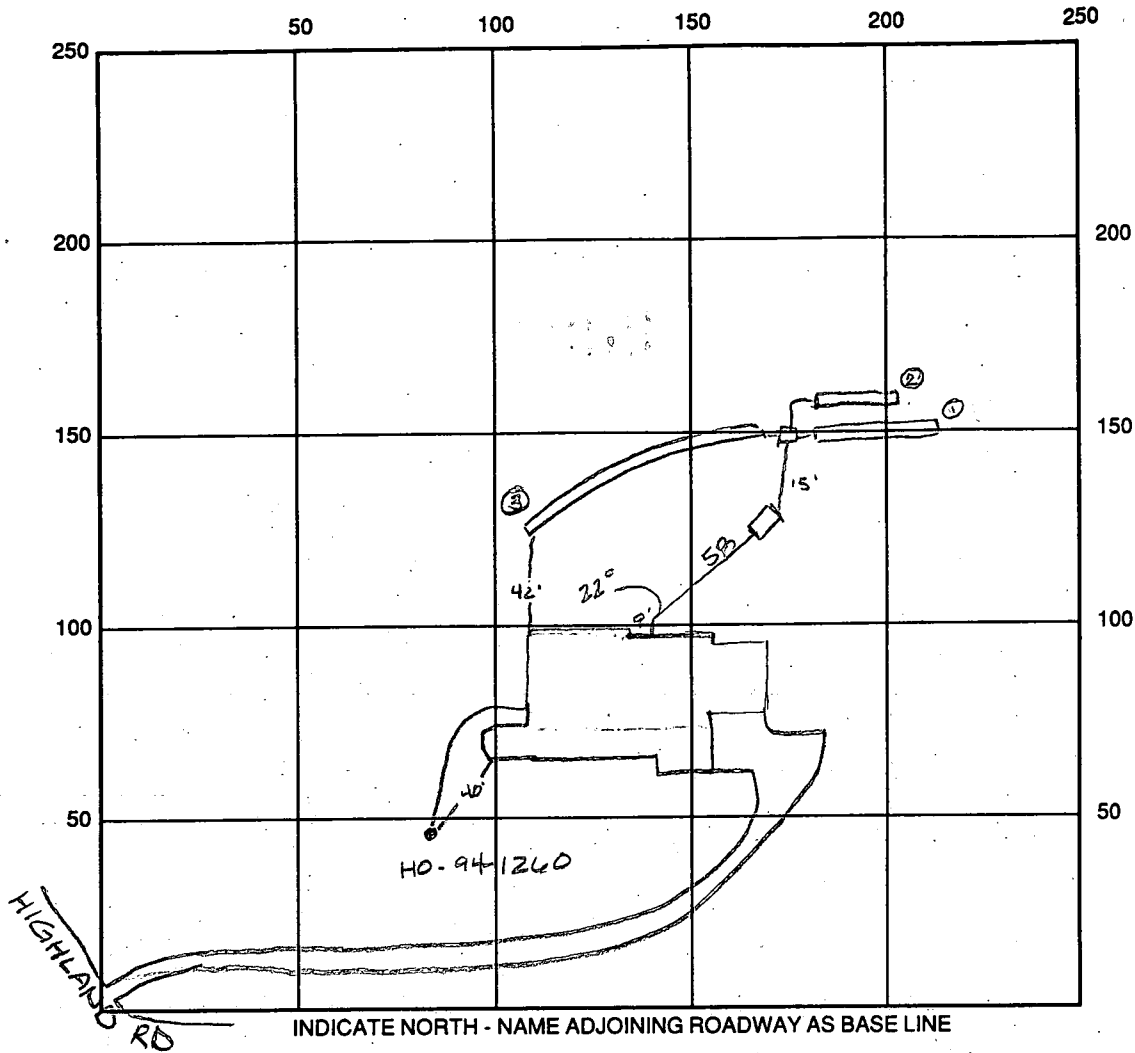 50 100 150 200 250
250
200 200
②
①
150 150
③
15'
58
42'
22°
9'
100 100
40'
50 50
HO-94-1260
HIGHLAND
RD
INDICATE NORTH - NAME ADJOINING ROADWAY AS BASE LINE